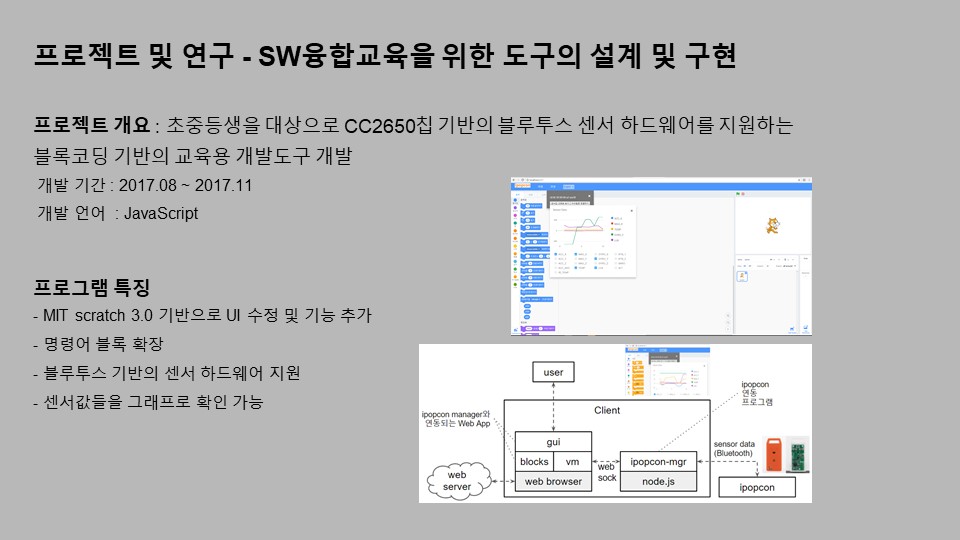 프로젝트 및 연구 - SW융합교육을 위한 도구의 설계 및 구현
프로젝트 개요 : 초중등생을 대상으로 CC2650칩 기반의 블루투스 센서 하드웨어를 지원하는
블록코딩 기반의 교육용 개발도구 개발
개발 기간 : 2017.08 ~ 2017.11
개발 언어 : JavaScript
프로그램 특징
- MIT scratch 3.0 기반으로 UI 수정 및 기능 추가
- 명령어 블록 확장
- 블루투스 기반의 센서 하드웨어 지원
- 센서값들을 그래프로 확인 가능
user
Client
ipopcon
연동
프로그램
ipopcon manager와
연동되는 Web App
gui
blocks
vm
web browser
web
sock
ipopcon-mgr
node.js
sensor data
(Bluetooth)
web
server
ipopcon